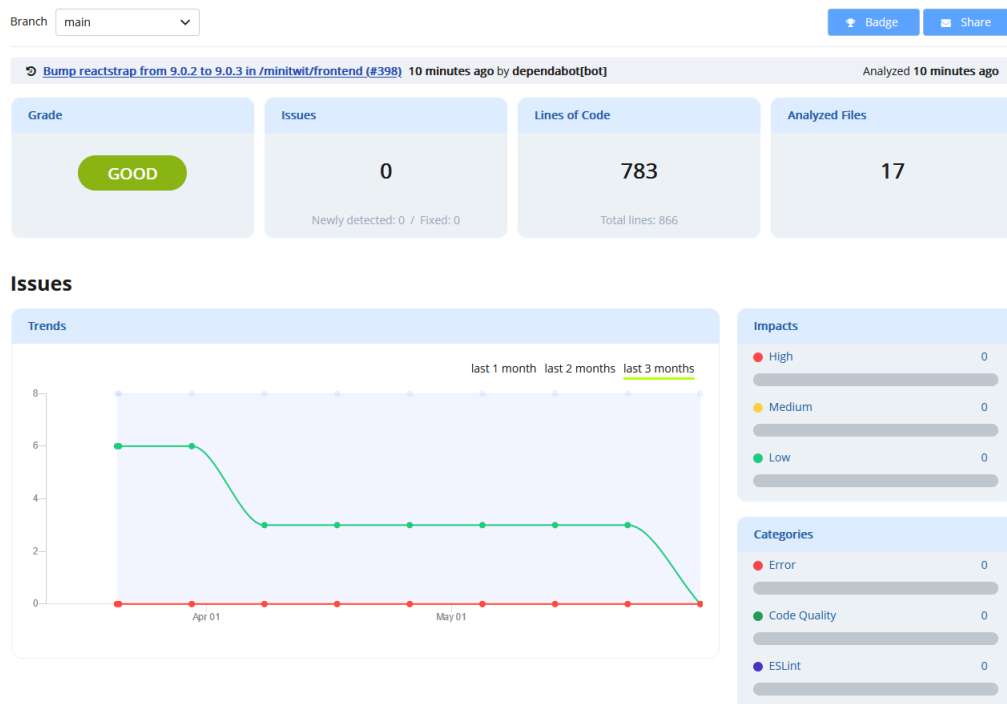 Branch main Badge Share
Bump reactstrap from 9.0.2 to 9.0.3 in /minitwit/frontend (#398) 10 minutes ago by dependabot[bot] Analyzed 10 minutes ago
Grade Issues Lines of Code Analyzed Files
GOOD 0 783 17
Newly detected: 0 / Fixed: 0 Total lines: 866
Issues
Trends
last 1 month last 2 months last 3 months
8
6
4
2
0
Apr 01 May 01
Impacts
High 0
Medium 0
Low 0
Categories
Error 0
Code Quality 0
ESLint 0